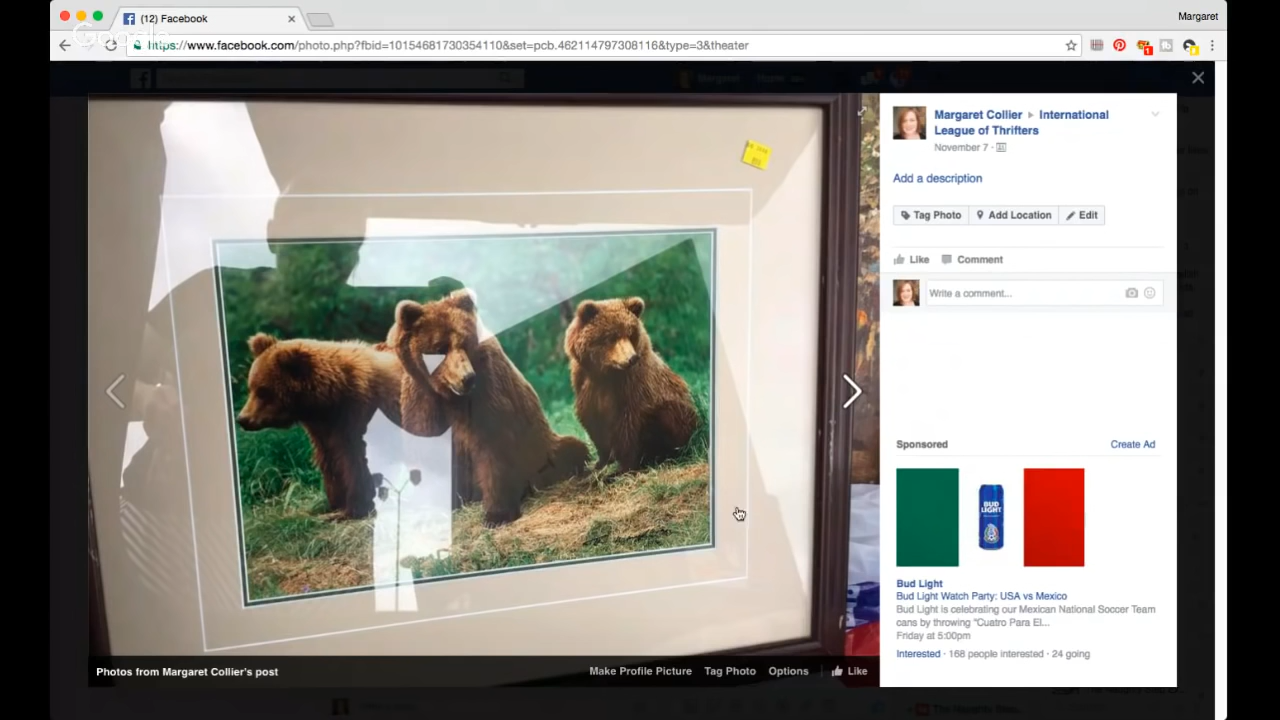 (12) Facebook
Margaret
https://www.facebook.com/photo.php?fbid=10154681730354110&set=pcb.462114797308116&type=3&theater
Margaret Collier ▸ International
League of Thrifters
November 7 ·
Add a description
Tag Photo
Add Location
Edit
Like
Comment
Write a comment...
Sponsored
Create Ad
BUD
LIGHT
Bud Light
Bud Light Watch Party: USA vs Mexico
Bud Light is celebrating our Mexican National Soccer Team
cans by throwing "Cuatro Para El...
Friday at 5:00pm
Interested · 168 people interested · 24 going
Photos from Margaret Collier's post
Make Profile Picture
Tag Photo
Options
Like